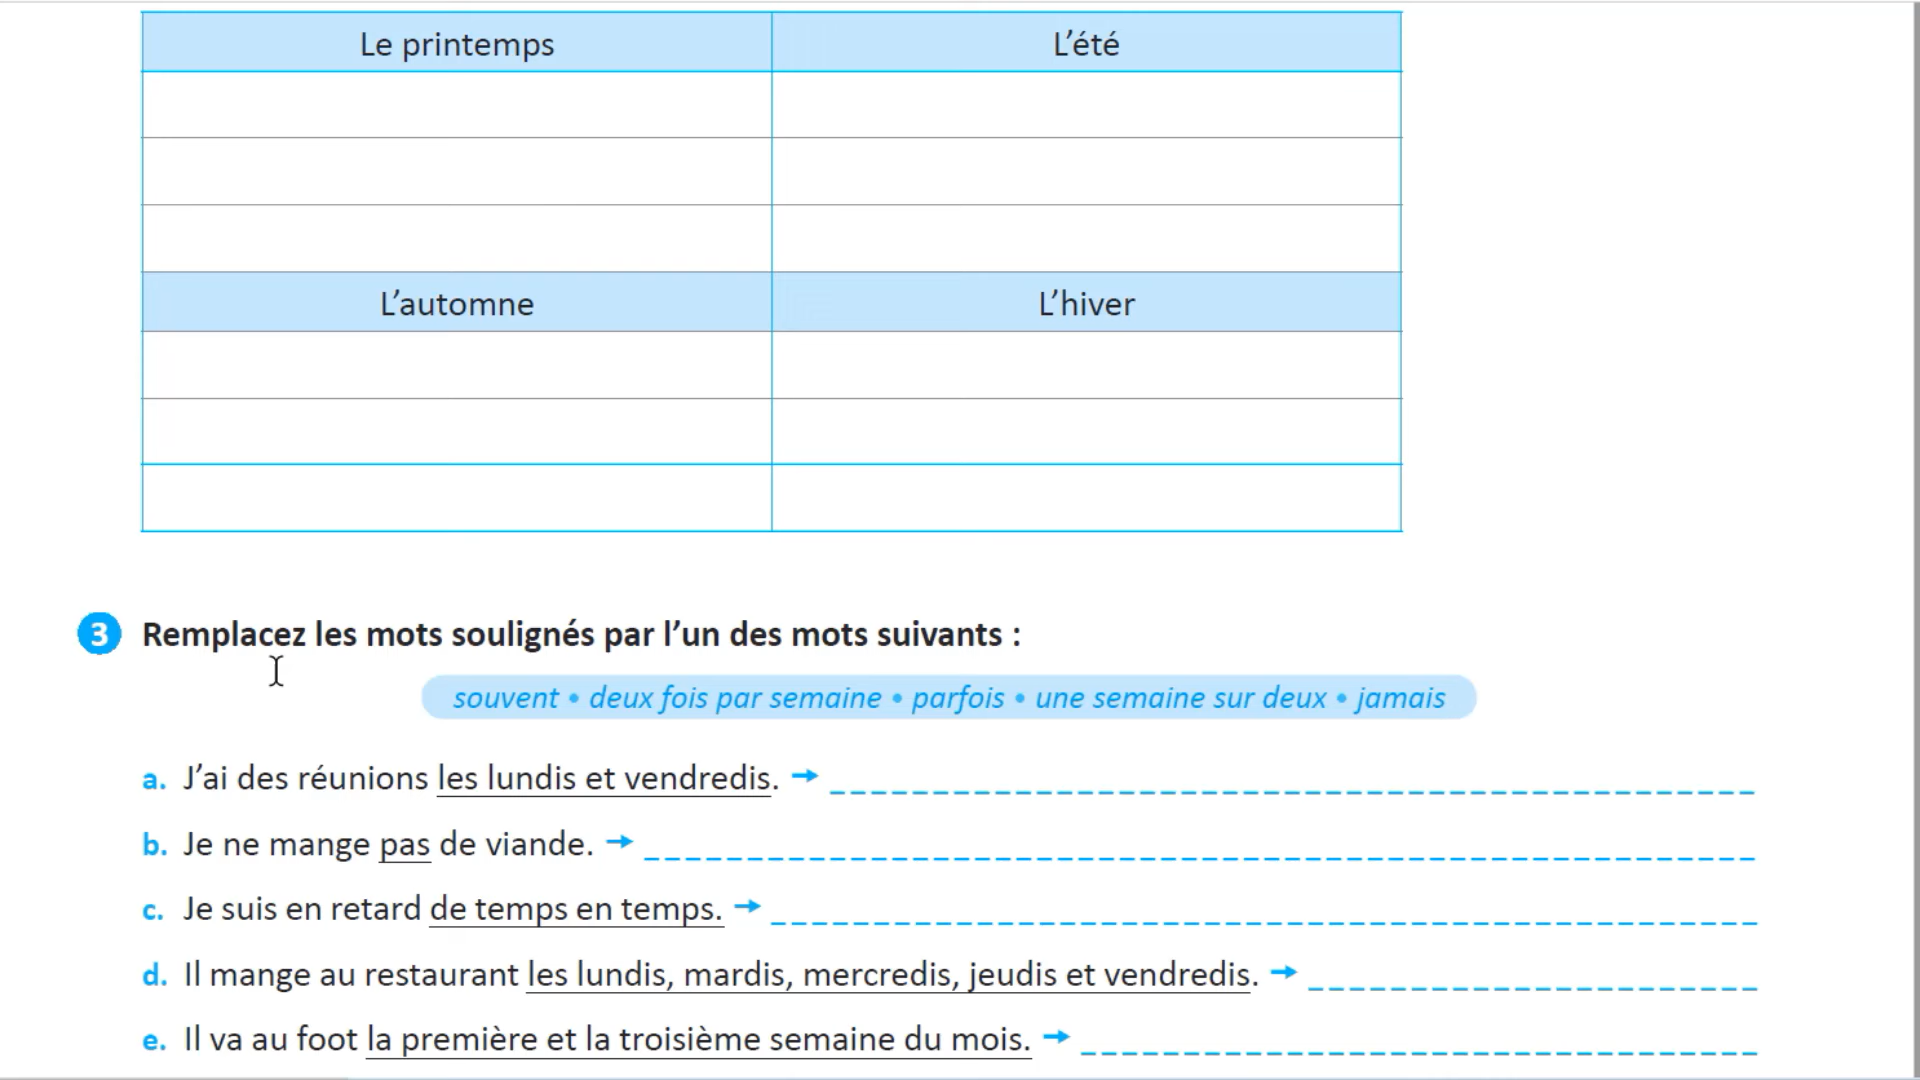 Le printemps L’été
L’automne L’hiver
3 Remplacez les mots soulignés par l’un des mots suivants :
souvent • deux fois par semaine • parfois • une semaine sur deux • jamais
a. J’ai des réunions les lundis et vendredis. →
b. Je ne mange pas de viande. →
c. Je suis en retard de temps en temps. →
d. Il mange au restaurant les lundis, mardis, mercredis, jeudis et vendredis. →
e. Il va au foot la première et la troisième semaine du mois. →